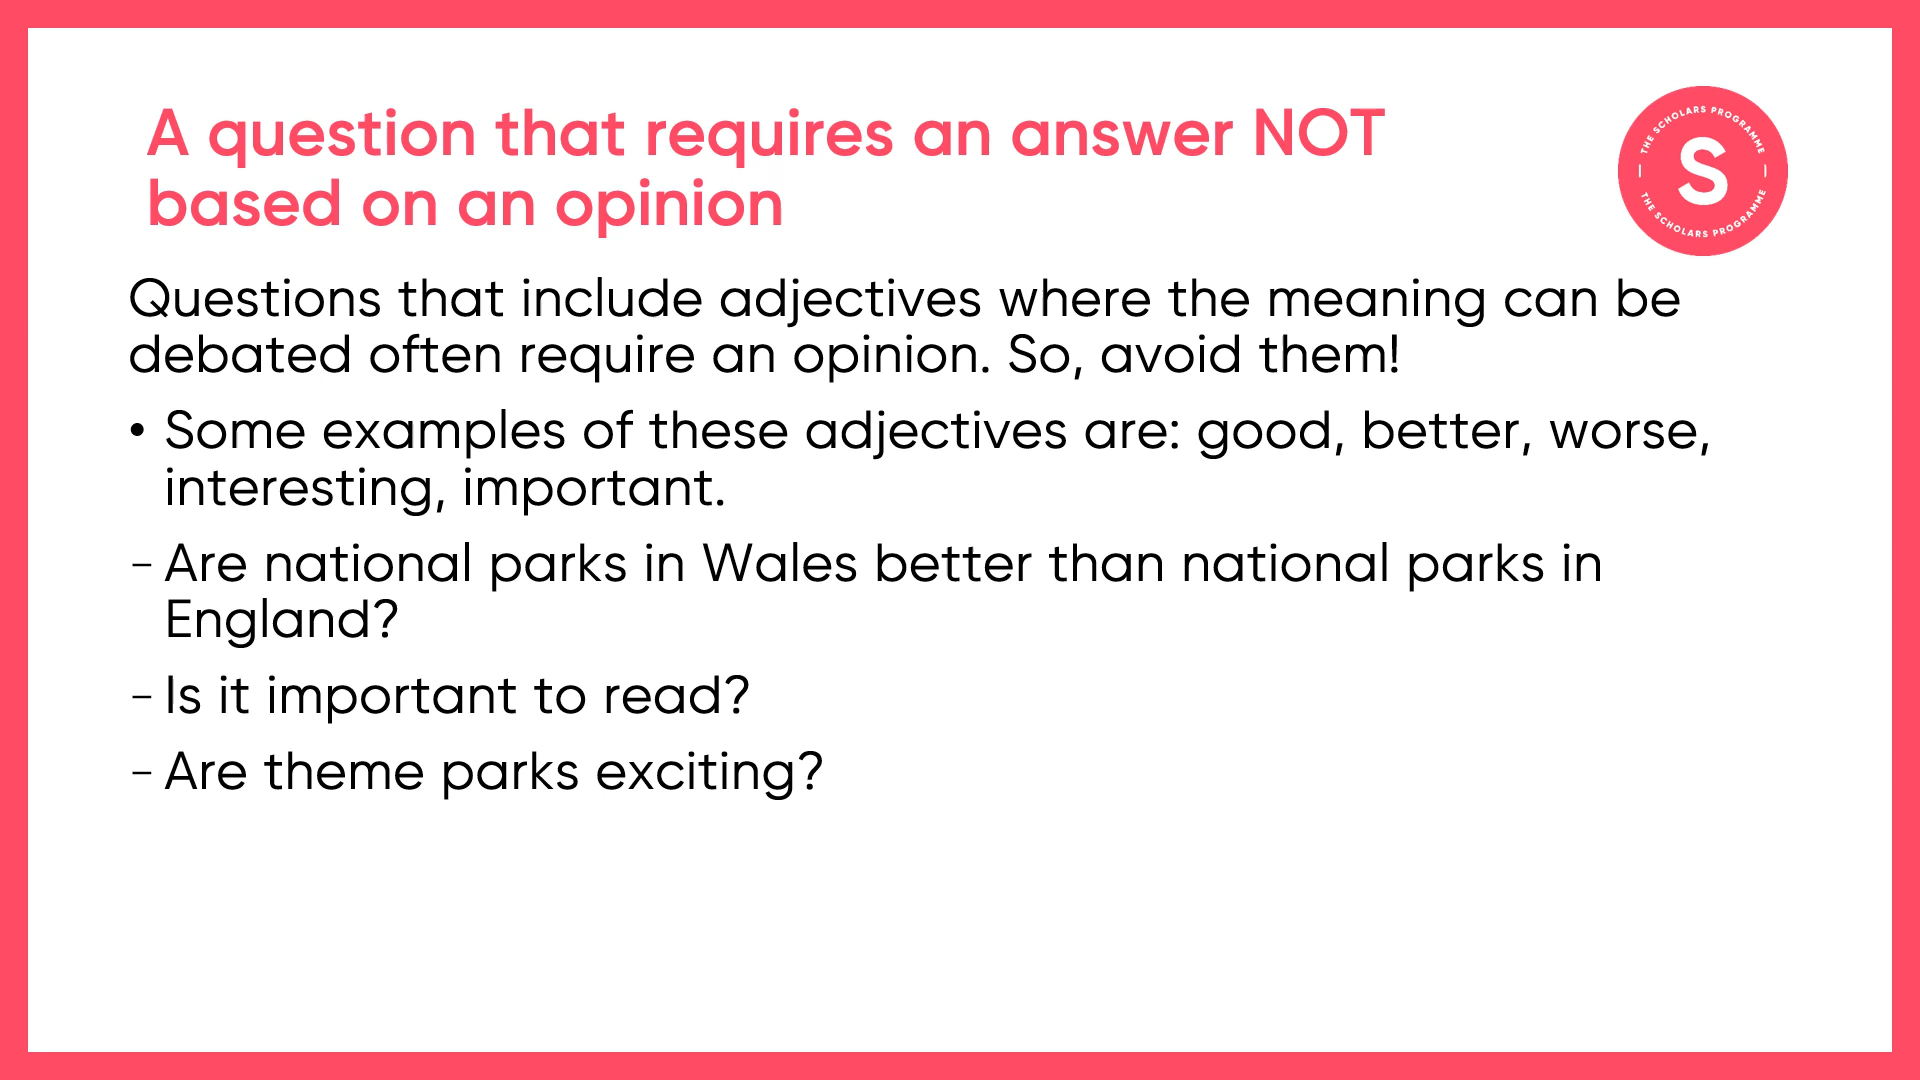 A question that requires an answer NOT
based on an opinion
THE SCHOLARS PROGRAMME
S
THE SCHOLARS PROGRAMME
Questions that include adjectives where the meaning can be
debated often require an opinion. So, avoid them!
• Some examples of these adjectives are: good, better, worse,
interesting, important.
– Are national parks in Wales better than national parks in
England?
– Is it important to read?
– Are theme parks exciting?